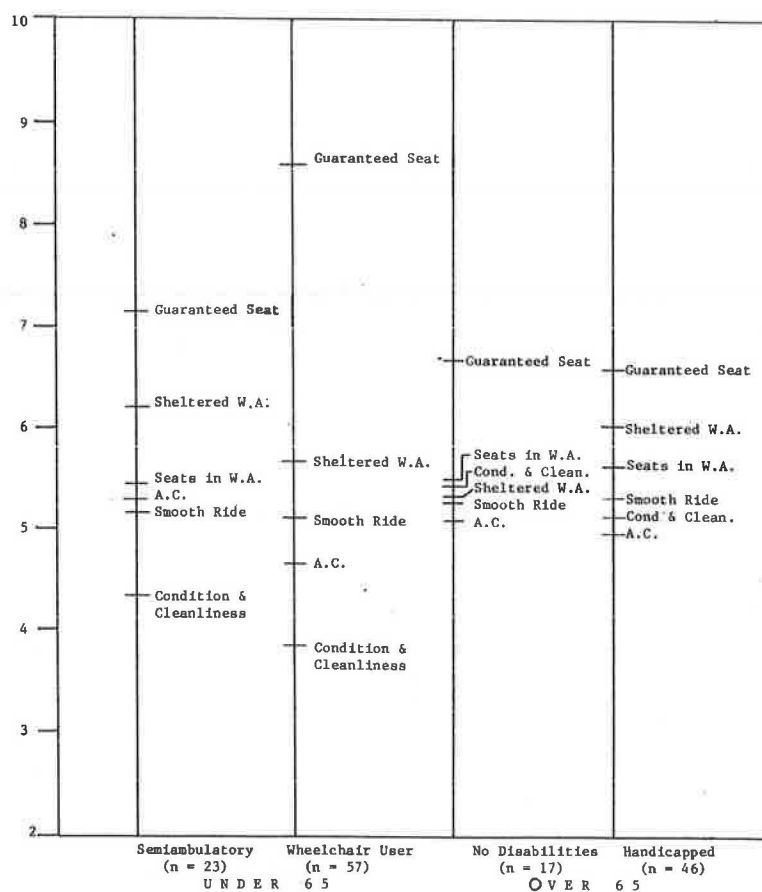 10
9
8
7
6
5
4
3
2
Guaranteed Seat
Sheltered W.A.
Seats in W.A.
A.C.
Smooth Ride
Condition &
Cleanliness
Guaranteed Seat
Sheltered W.A.
Smooth Ride
A.C.
Condition &
Cleanliness
Guaranteed Seat
Seats in W.A.
Cond. & Clean.
Sheltered W.A.
Smooth Ride
A.C.
Guaranteed Seat
Sheltered W.A.
Seats in W.A.
Smooth Ride
Cond & Clean.
A.C.
Semiambulatory
(n = 23)
Wheelchair User
(n = 57)
UNDER 65
No Disabilities
(n = 17)
Handicapped
(n = 46)
OVER 65